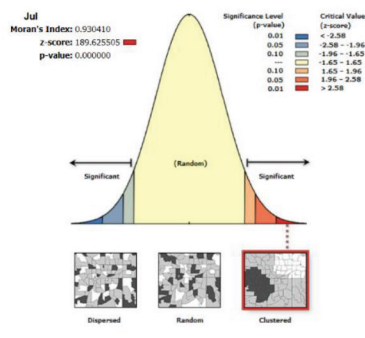 Jul
Moran's Index: 0.930410
z-score: 189.625505
p-value: 0.000000
Significance Level (p-value)
Critical Value (z-score)
0.01 < -2.58
0.05 -2.58 - -1.96
0.10 -1.96 - -1.65
--- -1.65 - 1.65
0.10 1.65 - 1.96
0.05 1.96 - 2.58
0.01 > 2.58
Significant
(Random)
Significant
Dispersed
Random
Clustered